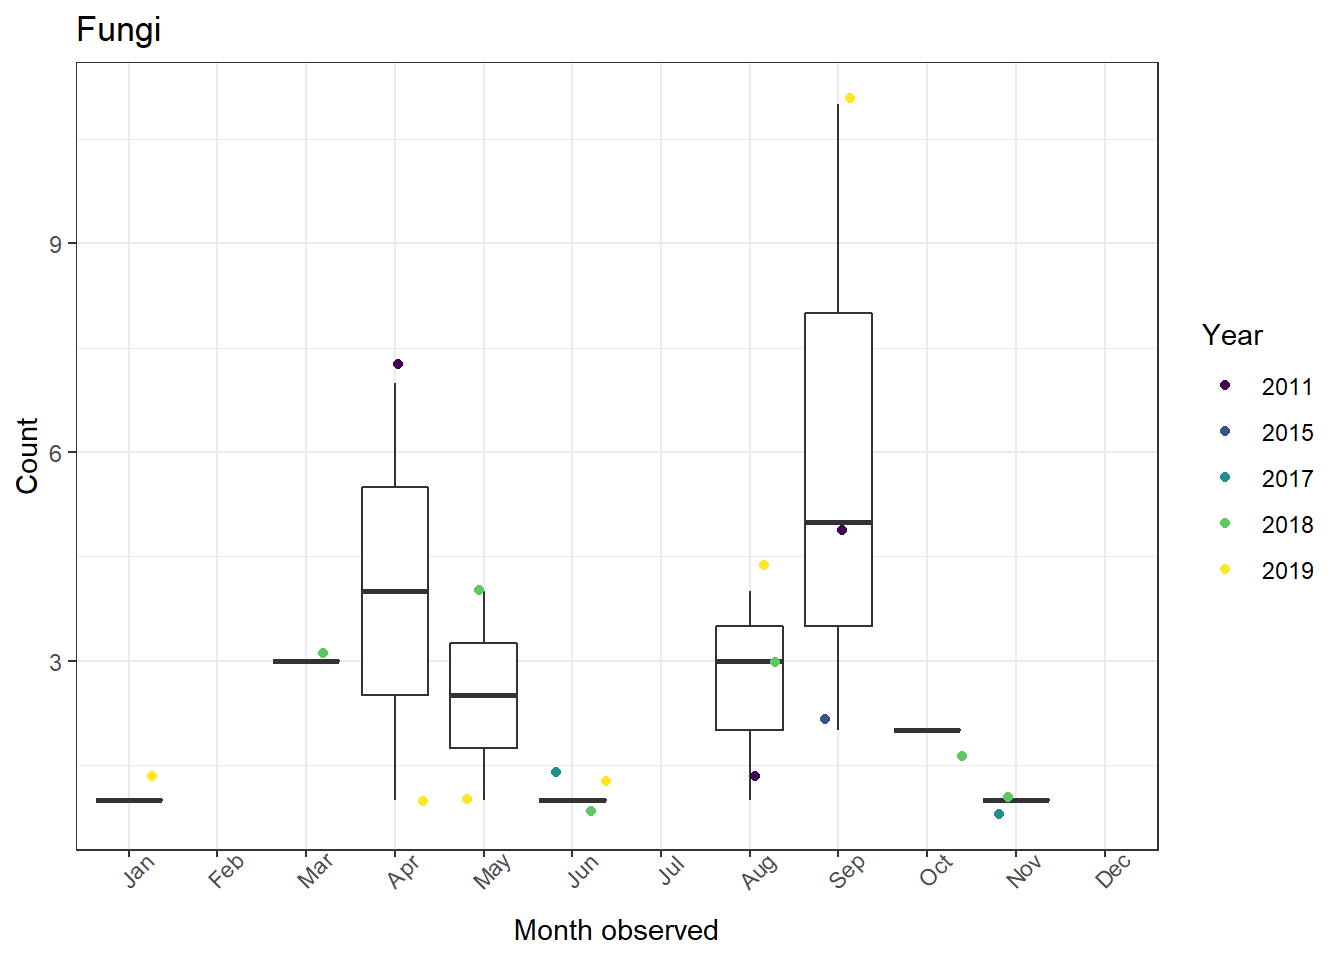 Fungi
9
6
3
Count
Jan Feb Mar Apr May Jun Jul Aug Sep Oct Nov Dec
Month observed
Year
2011
2015
2017
2018
2019